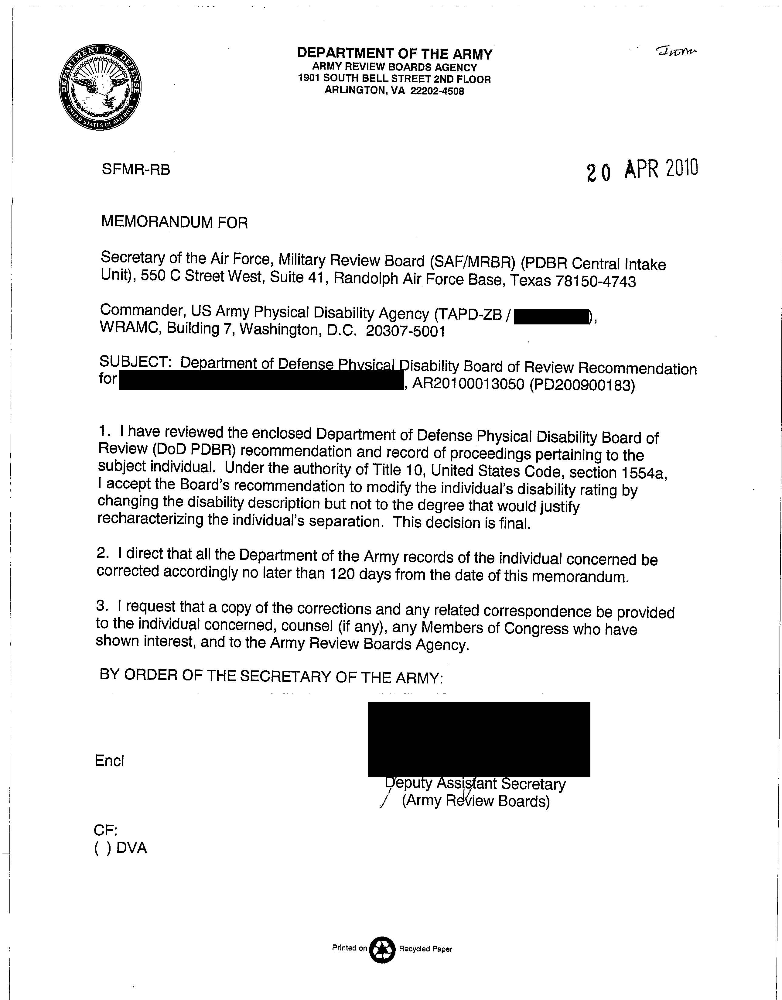 DEPARTMENT OF DEFENSE
UNITED STATES OF AMERICA
DEPARTMENT OF THE ARMY
ARMY REVIEW BOARDS AGENCY
1901 SOUTH BELL STREET 2ND FLOOR
ARLINGTON, VA 22202-4508
SFMR-RB
20 APR 2010
MEMORANDUM FOR
Secretary of the Air Force, Military Review Board (SAF/MRBR) (PDBR Central Intake
Unit), 550 C Street West, Suite 41, Randolph Air Force Base, Texas 78150-4743
Commander, US Army Physical Disability Agency (TAPD-ZB / ),
WRAMC, Building 7, Washington, D.C. 20307-5001
SUBJECT: Department of Defense Physical Disability Board of Review Recommendation
for , AR20100013050 (PD200900183)
1. I have reviewed the enclosed Department of Defense Physical Disability Board of
Review (DoD PDBR) recommendation and record of proceedings pertaining to the
subject individual. Under the authority of Title 10, United States Code, section 1554a,
I accept the Board's recommendation to modify the individual's disability rating by
changing the disability description but not to the degree that would justify
recharacterizing the individual's separation. This decision is final.
2. I direct that all the Department of the Army records of the individual concerned be
corrected accordingly no later than 120 days from the date of this memorandum.
3. I request that a copy of the corrections and any related correspondence be provided
to the individual concerned, counsel (if any), any Members of Congress who have
shown interest, and to the Army Review Boards Agency.
BY ORDER OF THE SECRETARY OF THE ARMY:
Encl
Deputy Assistant Secretary
(Army Review Boards)
CF:
( ) DVA
Printed on Recycled Paper